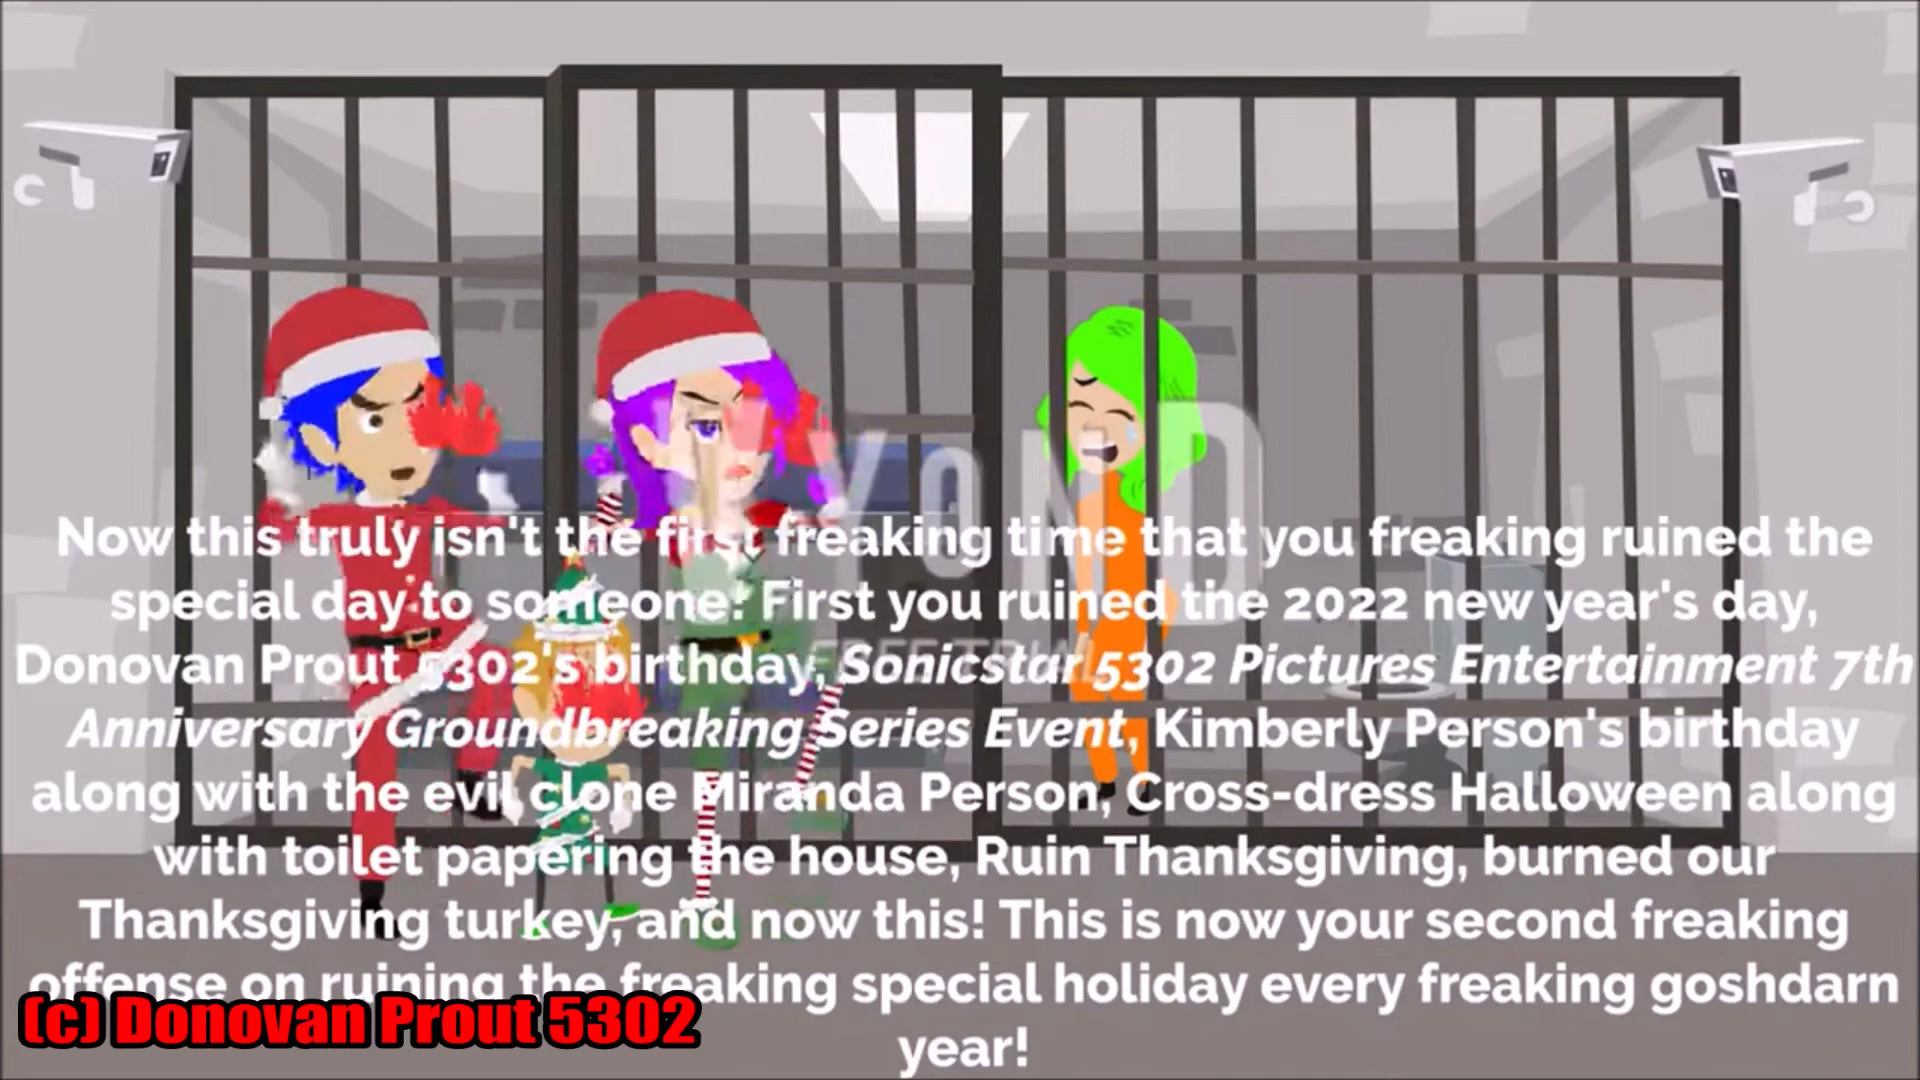 Now this truly isn't the first freaking time that you freaking ruined the
special day to someone! First you ruined the 2022 new year's day,
Donovan Prout 5302's birthday, Sonicstar 5302 Pictures Entertainment 7th
Anniversary Groundbreaking Series Event, Kimberly Person's birthday
along with the evil clone Miranda Person, Cross-dress Halloween along
with toilet papering the house, Ruin Thanksgiving, burned our
Thanksgiving turkey, and now this! This is now your second freaking
offense on ruining the freaking special holiday every freaking goshdarn
year!
(c) Donovan Prout 5302
VYOND
FREE TRIAL